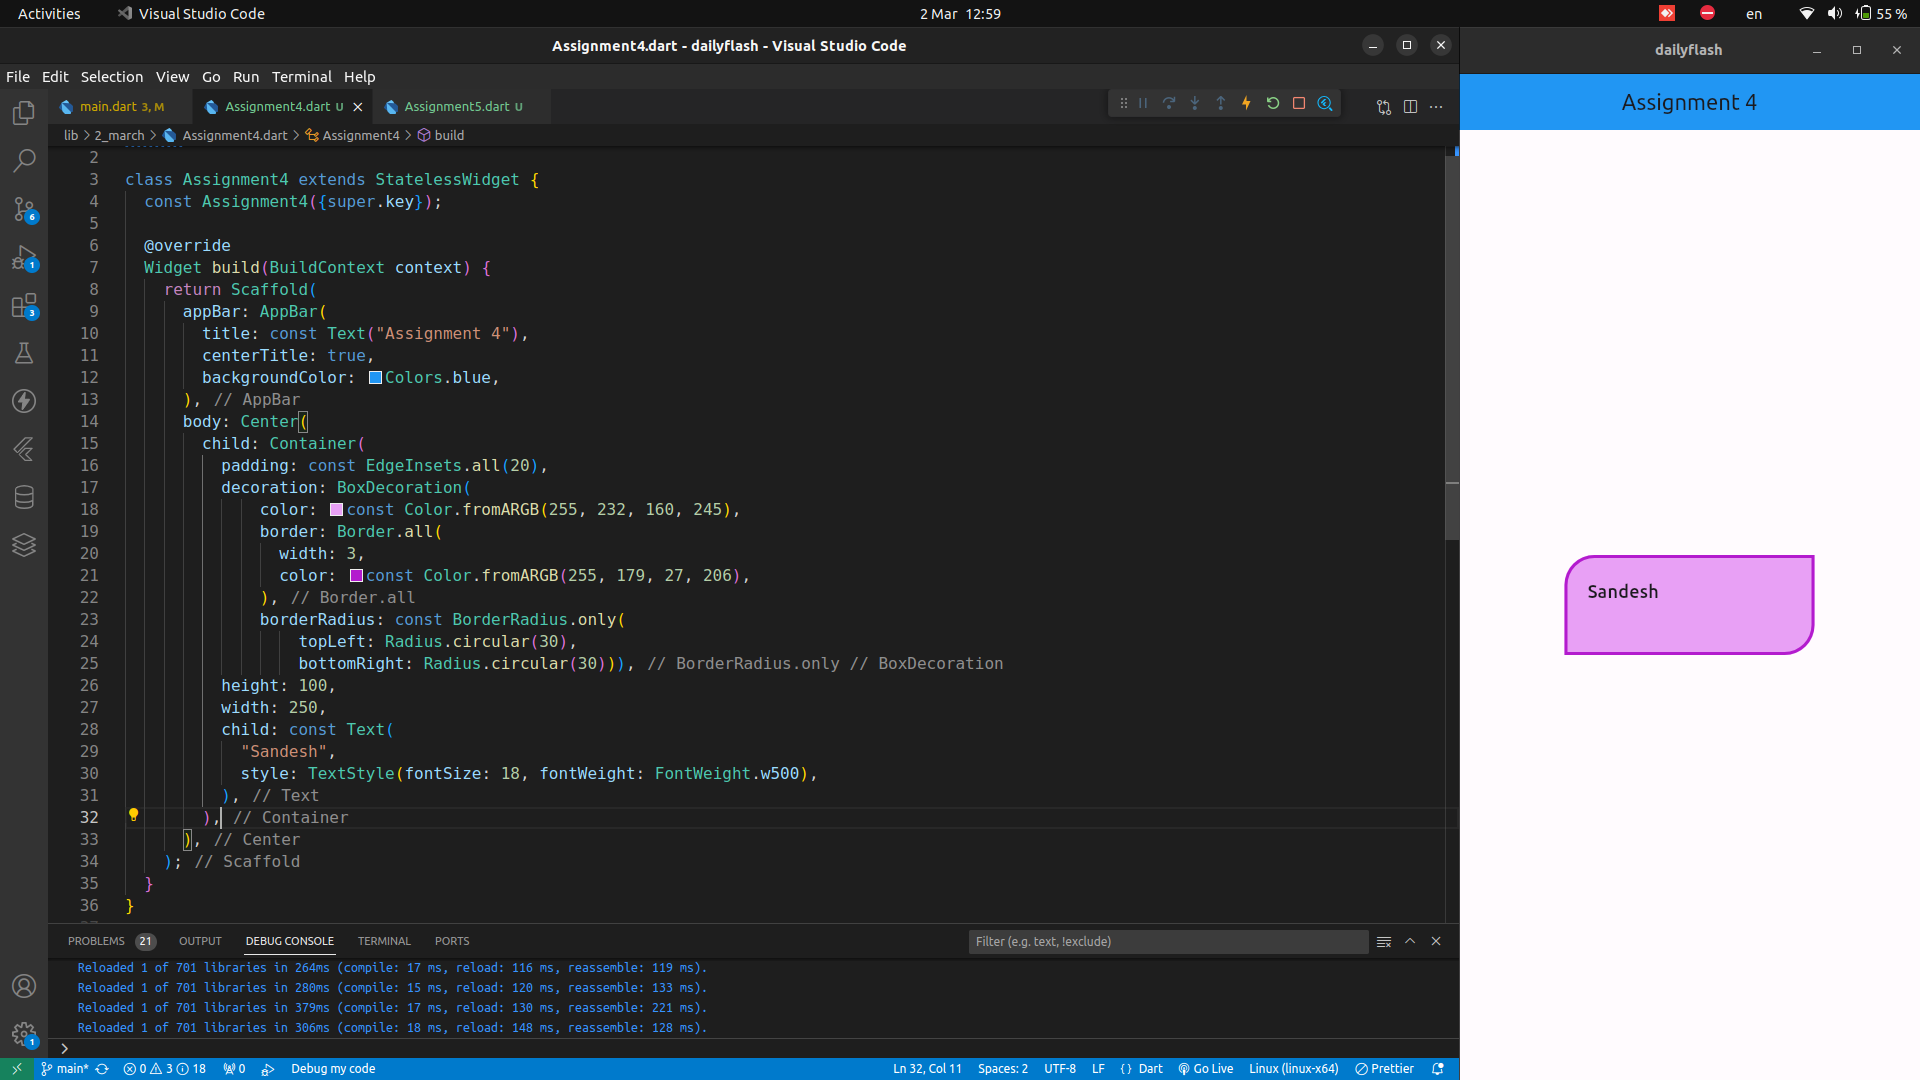 Activities
Visual Studio Code
2 Mar 12:59
en
55 %
Assignment4.dart - dailyflash - Visual Studio Code
dailyflash
File Edit Selection View Go Run Terminal Help
main.dart 3, M
Assignment4.dart U
Assignment5.dart U
lib > 2_march > Assignment4.dart > Assignment4 > build
2
3 class Assignment4 extends StatelessWidget {
4 const Assignment4({super.key});
5
6 @override
7 Widget build(BuildContext context) {
8 return Scaffold(
9 appBar: AppBar(
10 title: const Text("Assignment 4"),
11 centerTitle: true,
12 backgroundColor: Colors.blue,
13 ), // AppBar
14 body: Center(
15 child: Container(
16 padding: const EdgeInsets.all(20),
17 decoration: BoxDecoration(
18 color: const Color.fromARGB(255, 232, 160, 245),
19 border: Border.all(
20 width: 3,
21 color: const Color.fromARGB(255, 179, 27, 206),
22 ), // Border.all
23 borderRadius: const BorderRadius.only(
24 topLeft: Radius.circular(30),
25 bottomRight: Radius.circular(30))), // BorderRadius.only // BoxDecoration
26 height: 100,
27 width: 250,
28 child: const Text(
29 "Sandesh",
30 style: TextStyle(fontSize: 18, fontWeight: FontWeight.w500),
31 ), // Text
32 ), // Container
33 ), // Center
34 ); // Scaffold
35 }
36 }
6
1
3
1
PROBLEMS 21 OUTPUT DEBUG CONSOLE TERMINAL PORTS
Filter (e.g. text, !exclude)
Reloaded 1 of 701 libraries in 264ms (compile: 17 ms, reload: 116 ms, reassemble: 119 ms).
Reloaded 1 of 701 libraries in 280ms (compile: 15 ms, reload: 120 ms, reassemble: 133 ms).
Reloaded 1 of 701 libraries in 379ms (compile: 17 ms, reload: 130 ms, reassemble: 221 ms).
Reloaded 1 of 701 libraries in 306ms (compile: 18 ms, reload: 148 ms, reassemble: 128 ms).
>
main* 0 3 18 0 Debug my code
Ln 32, Col 11 Spaces: 2 UTF-8 LF { } Dart Go Live Linux (linux-x64) Prettier
Assignment 4
Sandesh